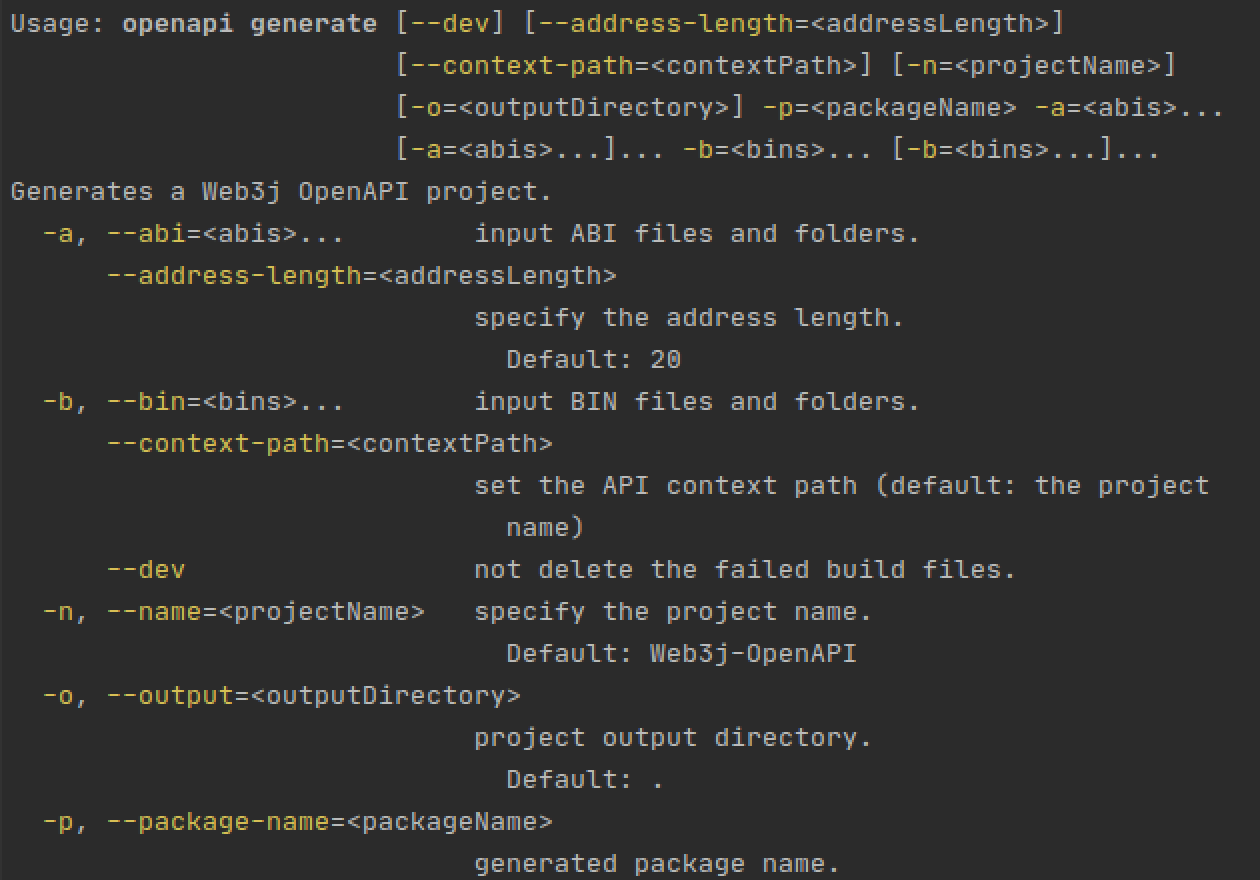 Usage: openapi generate [--dev] [--address-length=<addressLength>]
[--context-path=<contextPath>] [-n=<projectName>]
[-o=<outputDirectory>] -p=<packageName> -a=<abis>...
[-a=<abis>...]... -b=<bins>... [-b=<bins>...]...
Generates a Web3j OpenAPI project.
-a, --abi=<abis>... input ABI files and folders.
--address-length=<addressLength>
specify the address length.
Default: 20
-b, --bin=<bins>... input BIN files and folders.
--context-path=<contextPath>
set the API context path (default: the project
name)
--dev not delete the failed build files.
-n, --name=<projectName> specify the project name.
Default: Web3j-OpenAPI
-o, --output=<outputDirectory>
project output directory.
Default: .
-p, --package-name=<packageName>
generated package name.